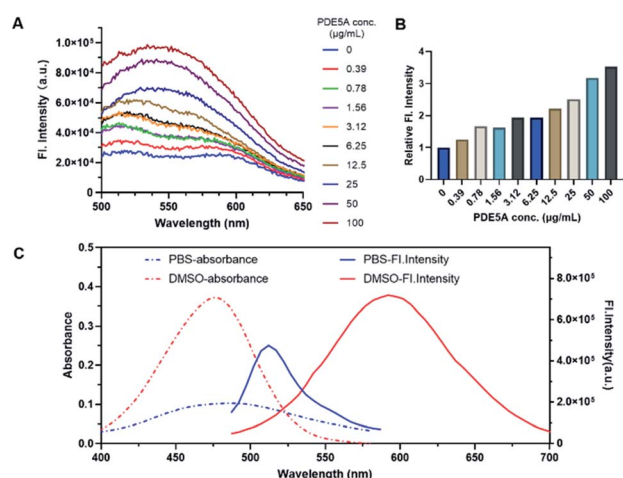 A
PDE5A conc.
(µg/mL)
Fl. Intensity (a.u.)
1.0×10⁵
8.0×10⁴
6.0×10⁴
4.0×10⁴
2.0×10⁴
500 550 600 650
Wavelength (nm)
0
0.39
0.78
1.56
3.12
6.25
12.5
25
50
100
B
Relative Fl. Intensity
4
3
2
1
0
0 0.39 0.78 1.56 3.12 6.25 12.5 25 50 100
PDE5A conc. (µg/mL)
C
PBS-absorbance PBS-Fl.Intensity
DMSO-absorbance DMSO-Fl.Intensity
Absorbance
0.5
0.4
0.3
0.2
0.1
0.0
400 450 500 550 600 650 700
Wavelength (nm)
8.0×10⁵
6.0×10⁵
4.0×10⁵
2.0×10⁵
0
Fl.Intensity(a.u.)